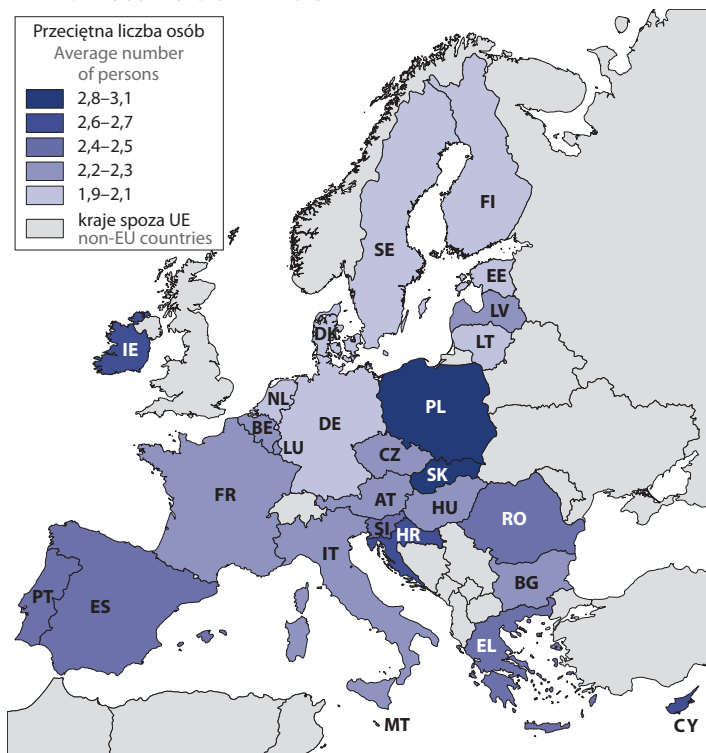 Przeciętna liczba osób
Average number
of persons
2,8–3,1
2,6–2,7
2,4–2,5
2,2–2,3
1,9–2,1
kraje spoza UE
non-EU countries
FI
SE
EE
LV
DK
LT
IE
NL
PL
DE
BE
LU
CZ
SK
FR
AT
HU
RO
SI
HR
IT
BG
PT
ES
EL
MT
CY